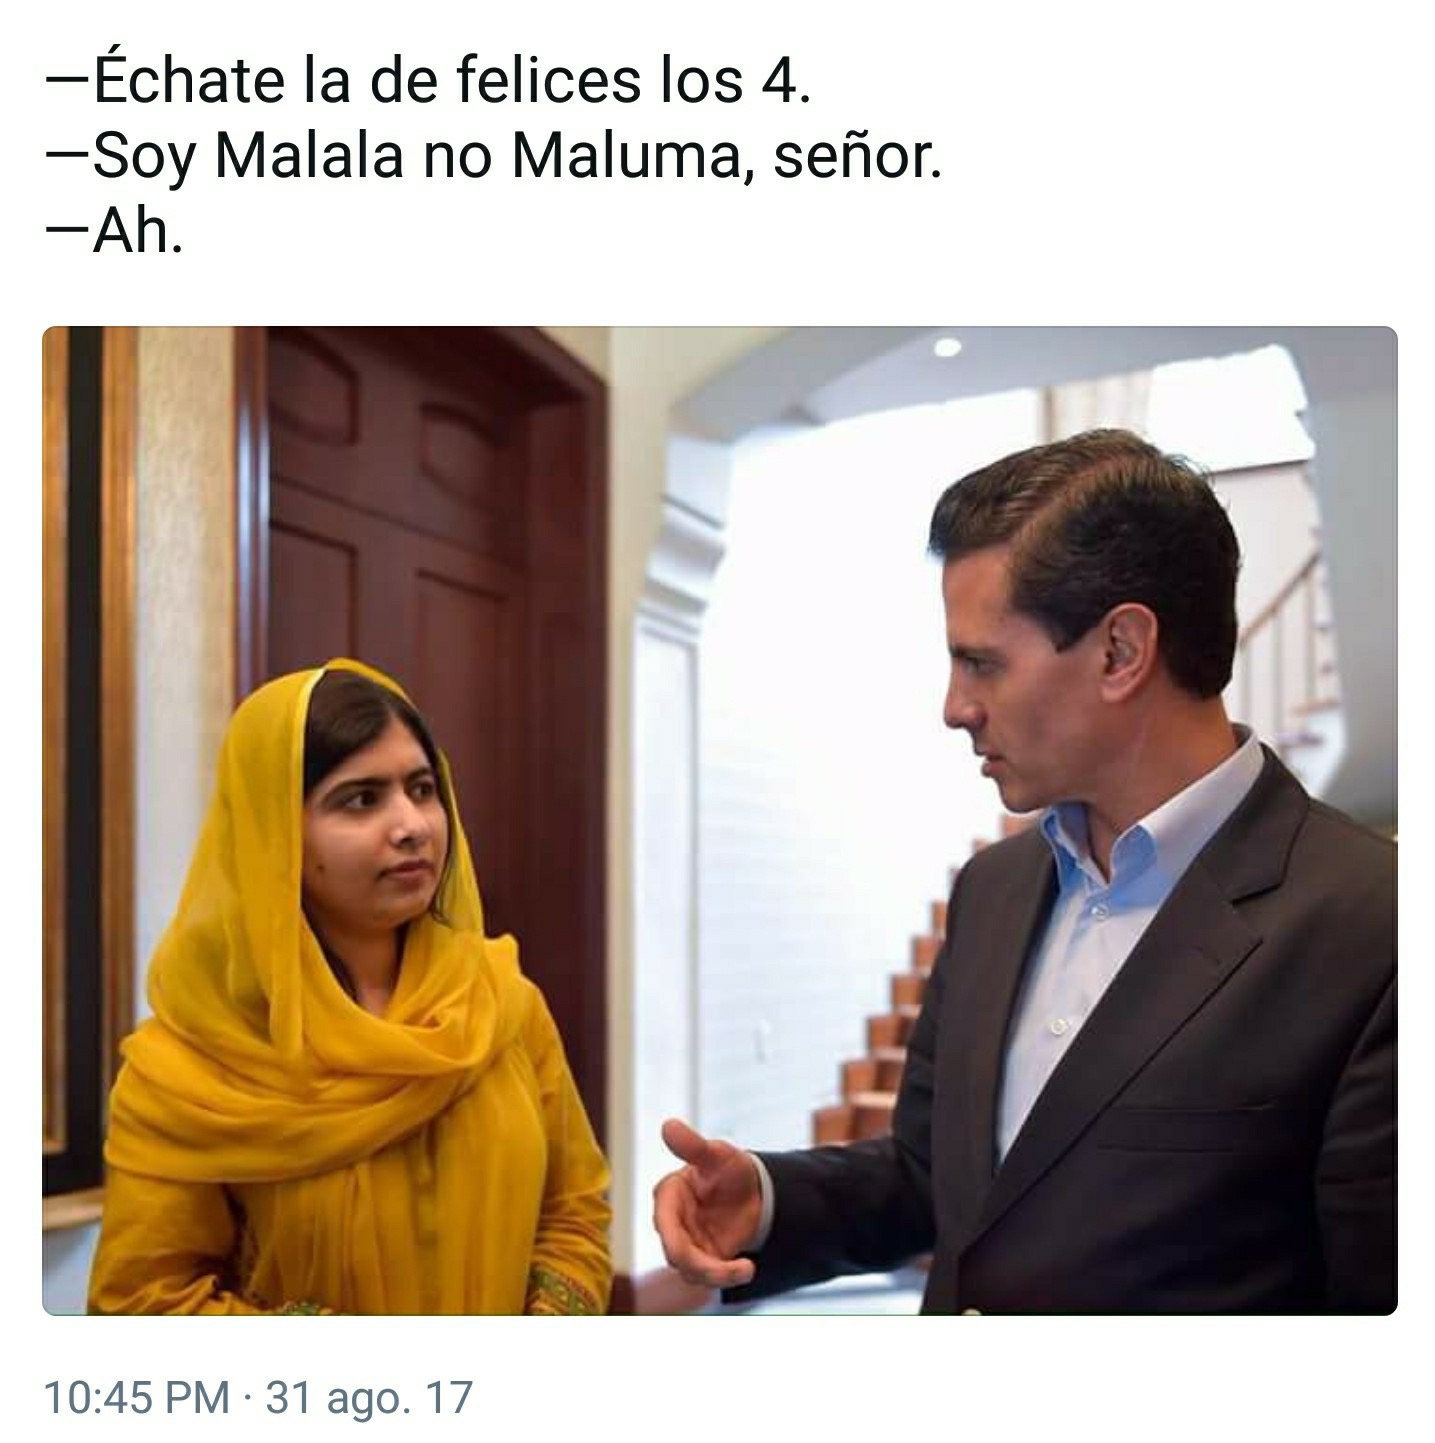 —Échate la de felices los 4.
—Soy Malala no Maluma, señor.
—Ah.
10:45 PM · 31 ago. 17